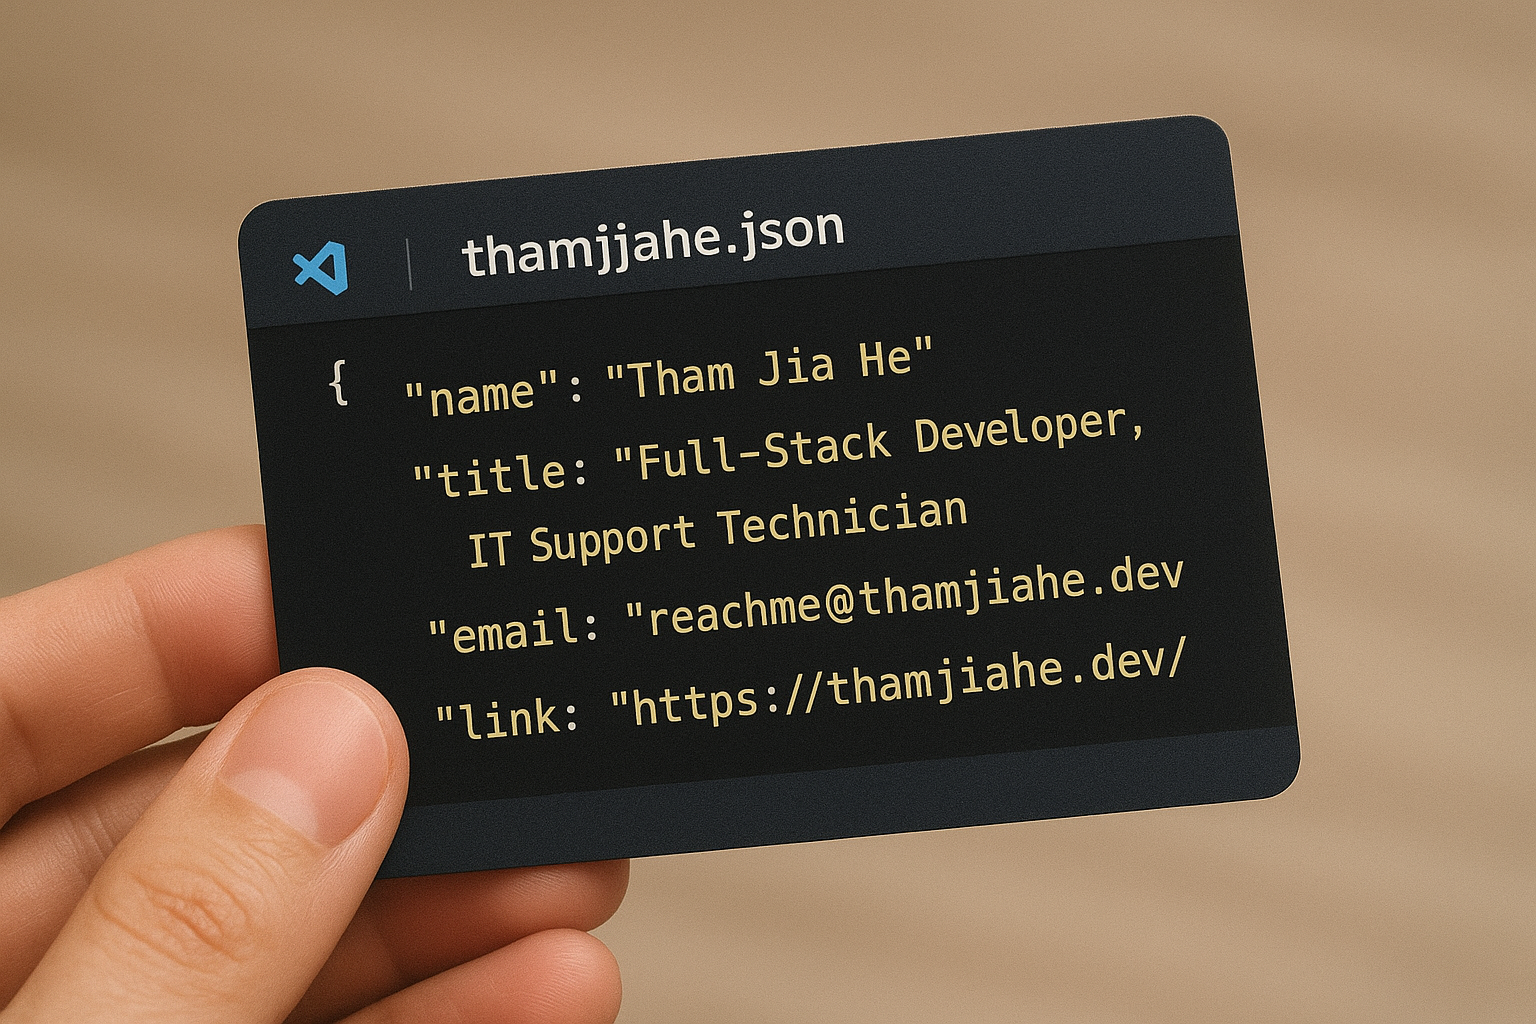 thamjjahe.json
{ "name": "Tham Jia He"
"title: "Full-Stack Developer,
IT Support Technician
"email: "reachme@thamjiahe.dev
"link: "https://thamjiahe.dev/